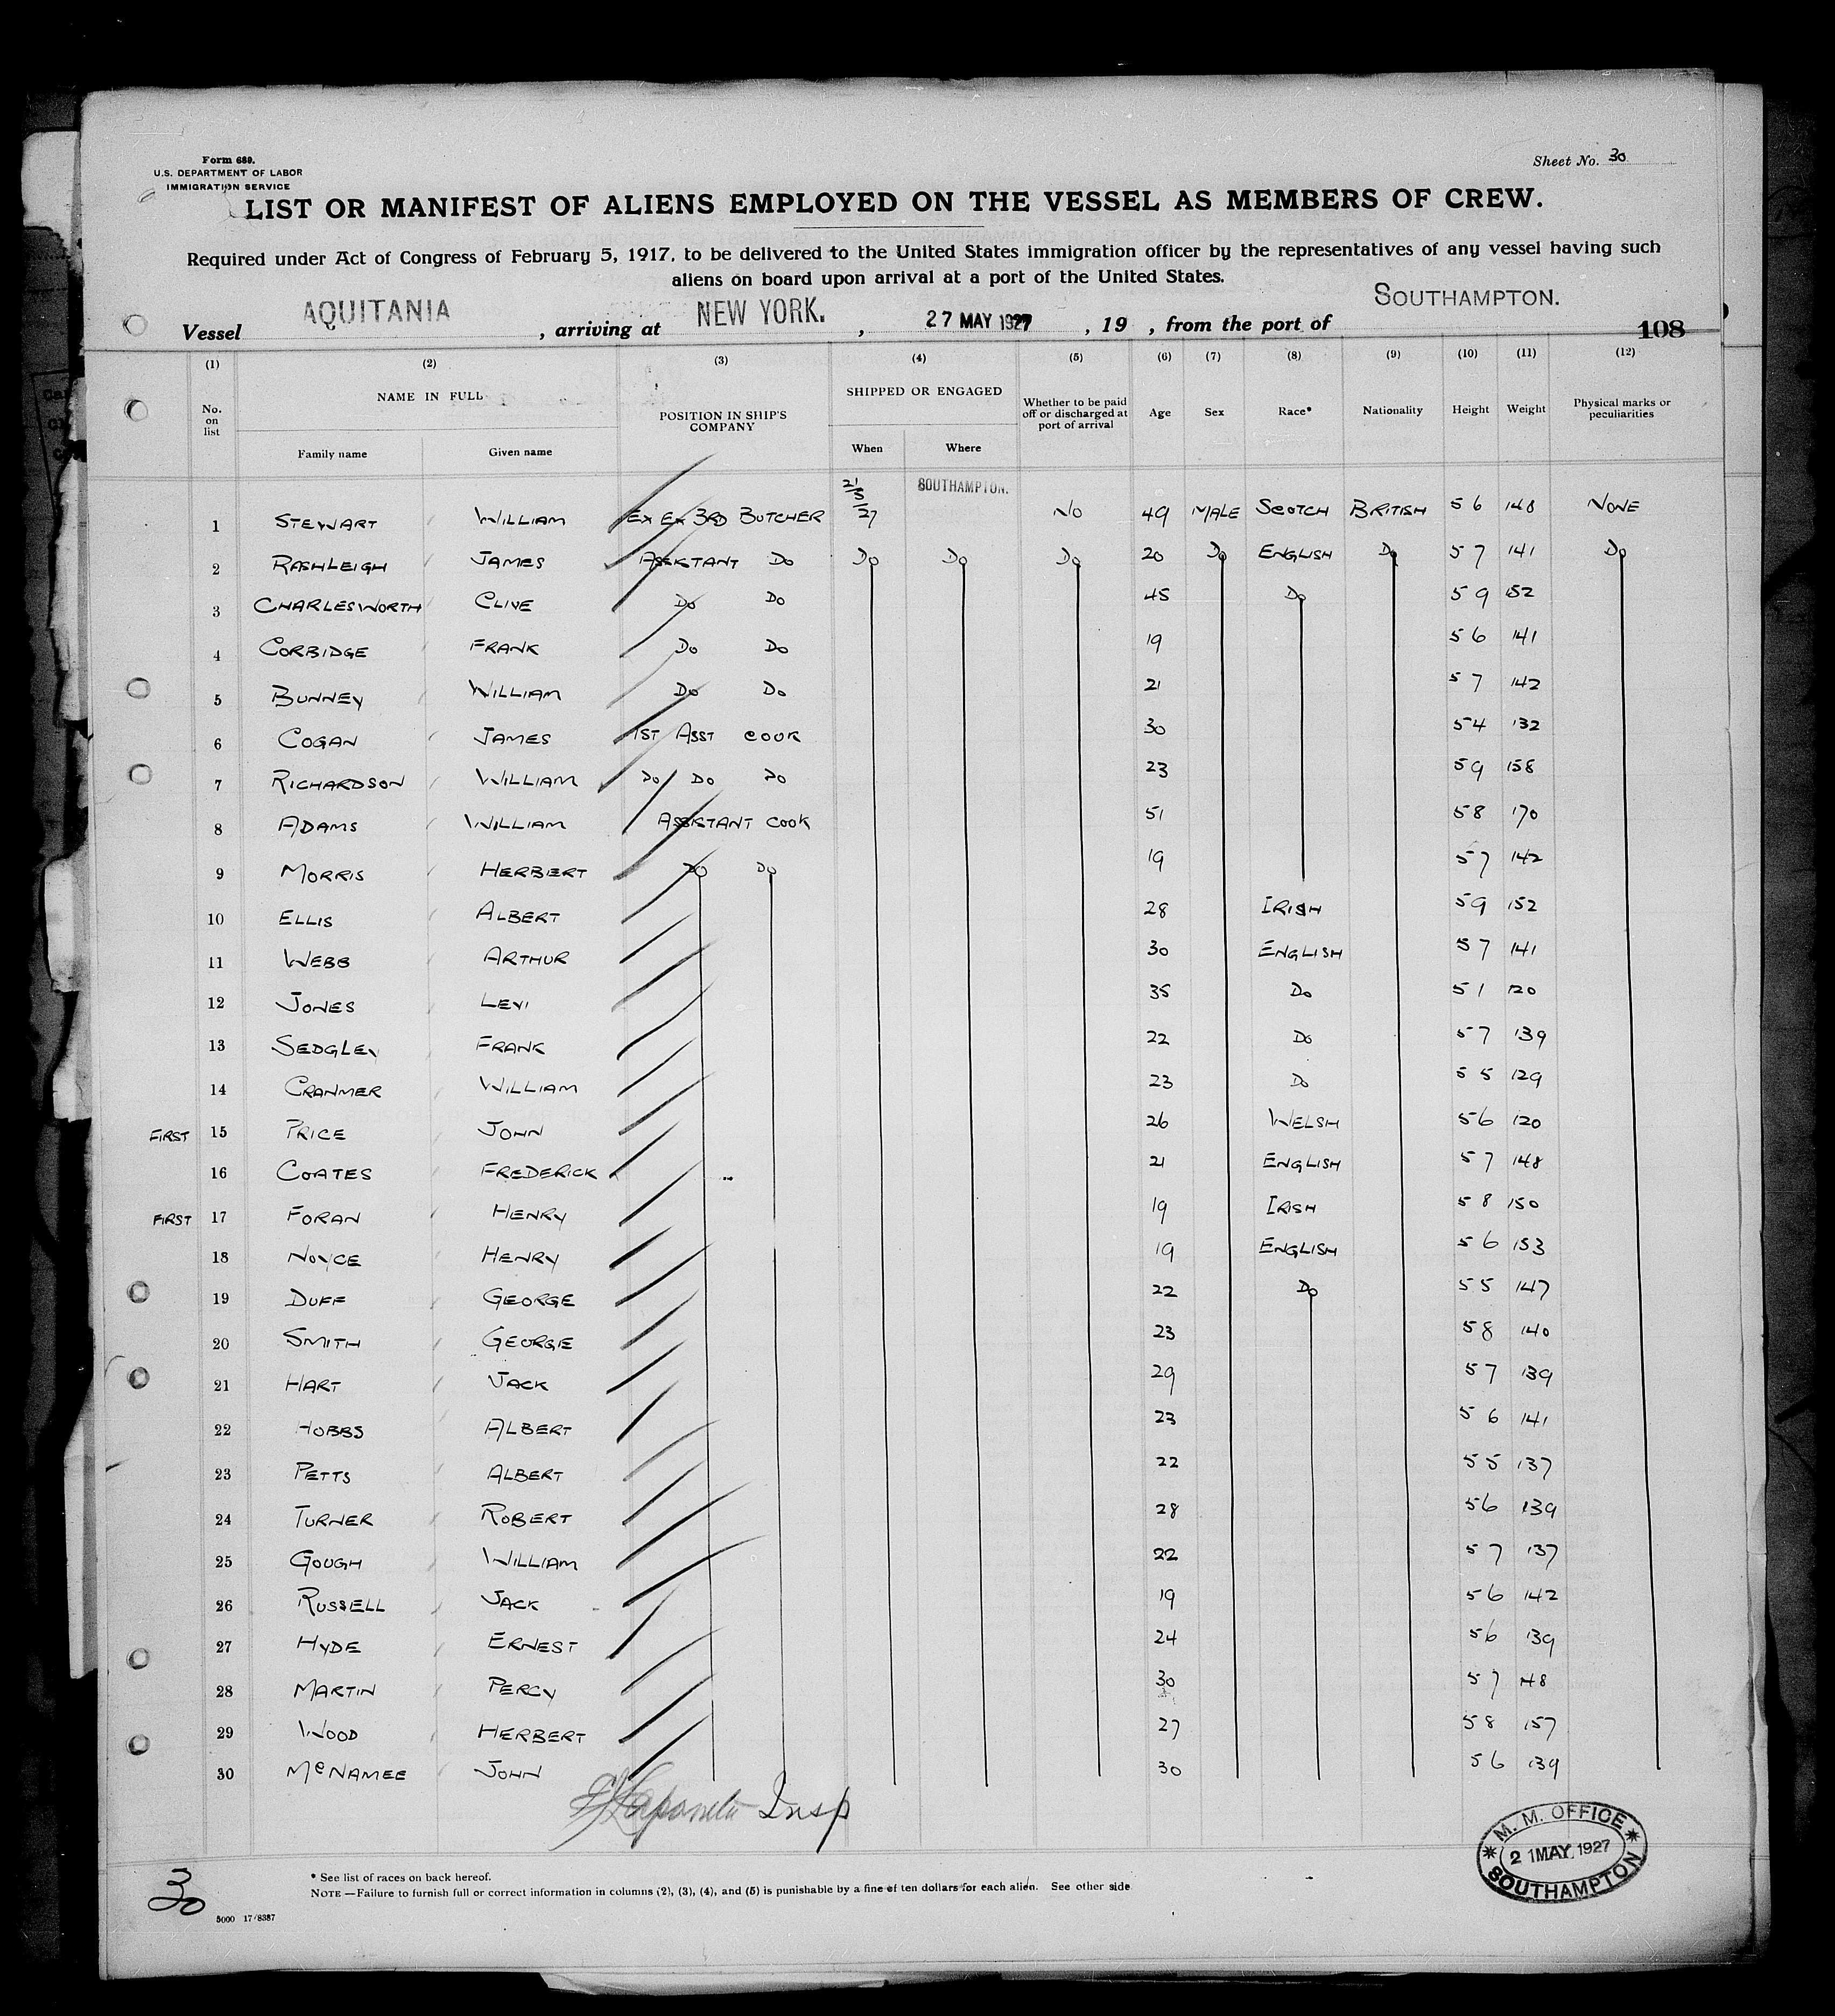 Form 689.
U.S. DEPARTMENT OF LABOR
IMMIGRATION SERVICE
Sheet No. 30
LIST OR MANIFEST OF ALIENS EMPLOYED ON THE VESSEL AS MEMBERS OF CREW.
Required under Act of Congress of February 5, 1917, to be delivered to the United States immigration officer by the representatives of any vessel having such
aliens on board upon arrival at a port of the United States.
Vessel AQUITANIA, arriving at NEW YORK., 27 MAY 1927, 19 , from the port of SOUTHAMPTON.
108
(1) (2) (3) (4) (5) (6) (7) (8) (9) (10) (11) (12)
No. on list NAME IN FULL Family name Given name POSITION IN SHIP'S COMPANY SHIPPED OR ENGAGED When Where Whether to be paid off or discharged at port of arrival Age Sex Race* Nationality Height Weight Physical marks or peculiarities
1 STEWART WILLIAM EX EX 3RD BUTCHER 21/5/27 SOUTHAMPTON. NO 49 MALE SCOTCH BRITISH 5 6 148 NONE
2 RASHLEIGH JAMES ASSISTANT DO DO DO DO 20 DO ENGLISH DO 5 7 141 DO
3 CHARLESWORTH CLIVE DO DO 45 DO 5 9 152
4 CORBIDGE FRANK DO DO 19 5 6 141
5 BUNNEY WILLIAM DO DO 21 5 7 142
6 COGAN JAMES 1ST ASST COOK 30 5 4 132
7 RICHARDSON WILLIAM DO DO DO 23 5 9 158
8 ADAMS WILLIAM ASSISTANT COOK 51 5 8 170
9 MORRIS HERBERT DO DO 19 5 7 142
10 ELLIS ALBERT 28 IRISH 5 9 152
11 WEBB ARTHUR 30 ENGLISH 5 7 141
12 JONES LEVI 35 DO 5 1 120
13 SEDGLEY FRANK 22 DO 5 7 139
14 CRANMER WILLIAM 23 DO 5 5 129
FIRST 15 PRICE JOHN 26 WELSH 5 6 120
16 COATES FREDERICK 21 ENGLISH 5 7 148
FIRST 17 FORAN HENRY 19 IRISH 5 8 150
18 NOYCE HENRY 19 ENGLISH 5 6 153
19 DUFF GEORGE 22 DO 5 5 147
20 SMITH GEORGE 23 5 8 140
21 HART JACK 29 5 7 139
22 HOBBS ALBERT 23 5 6 141
23 PETTS ALBERT 22 5 5 137
24 TURNER ROBERT 28 5 6 139
25 GOUGH WILLIAM 22 5 7 137
26 RUSSELL JACK 19 5 6 142
27 HYDE ERNEST 24 5 6 139
28 MARTIN PERCY 30 5 7 148
29 WOOD HERBERT 27 5 8 157
30 McNAMEE JOHN 30 5 6 139
Insp
M. M. OFFICE
21 MAY 1927
SOUTHAMPTON
30
* See list of races on back hereof.
NOTE —Failure to furnish full or correct information in columns (2), (3), (4), and (5) is punishable by a fine of ten dollars for each alien. See other side
5000 17/8387